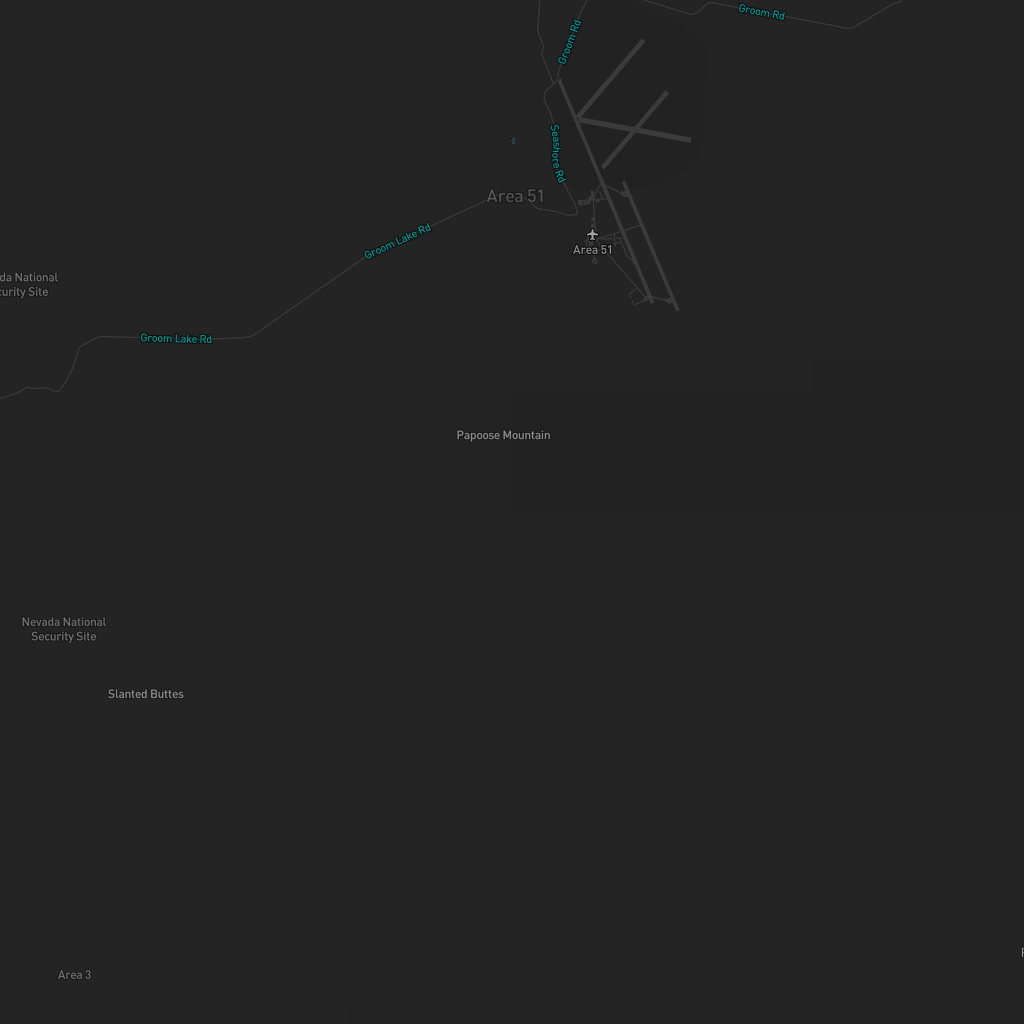 Groom Rd
Groom Rd
Seashore Rd
Area 51
Groom Lake Rd
Area 51
da National
curity Site
Groom Lake Rd
Papoose Mountain
Nevada National
Security Site
Slanted Buttes
Area 3